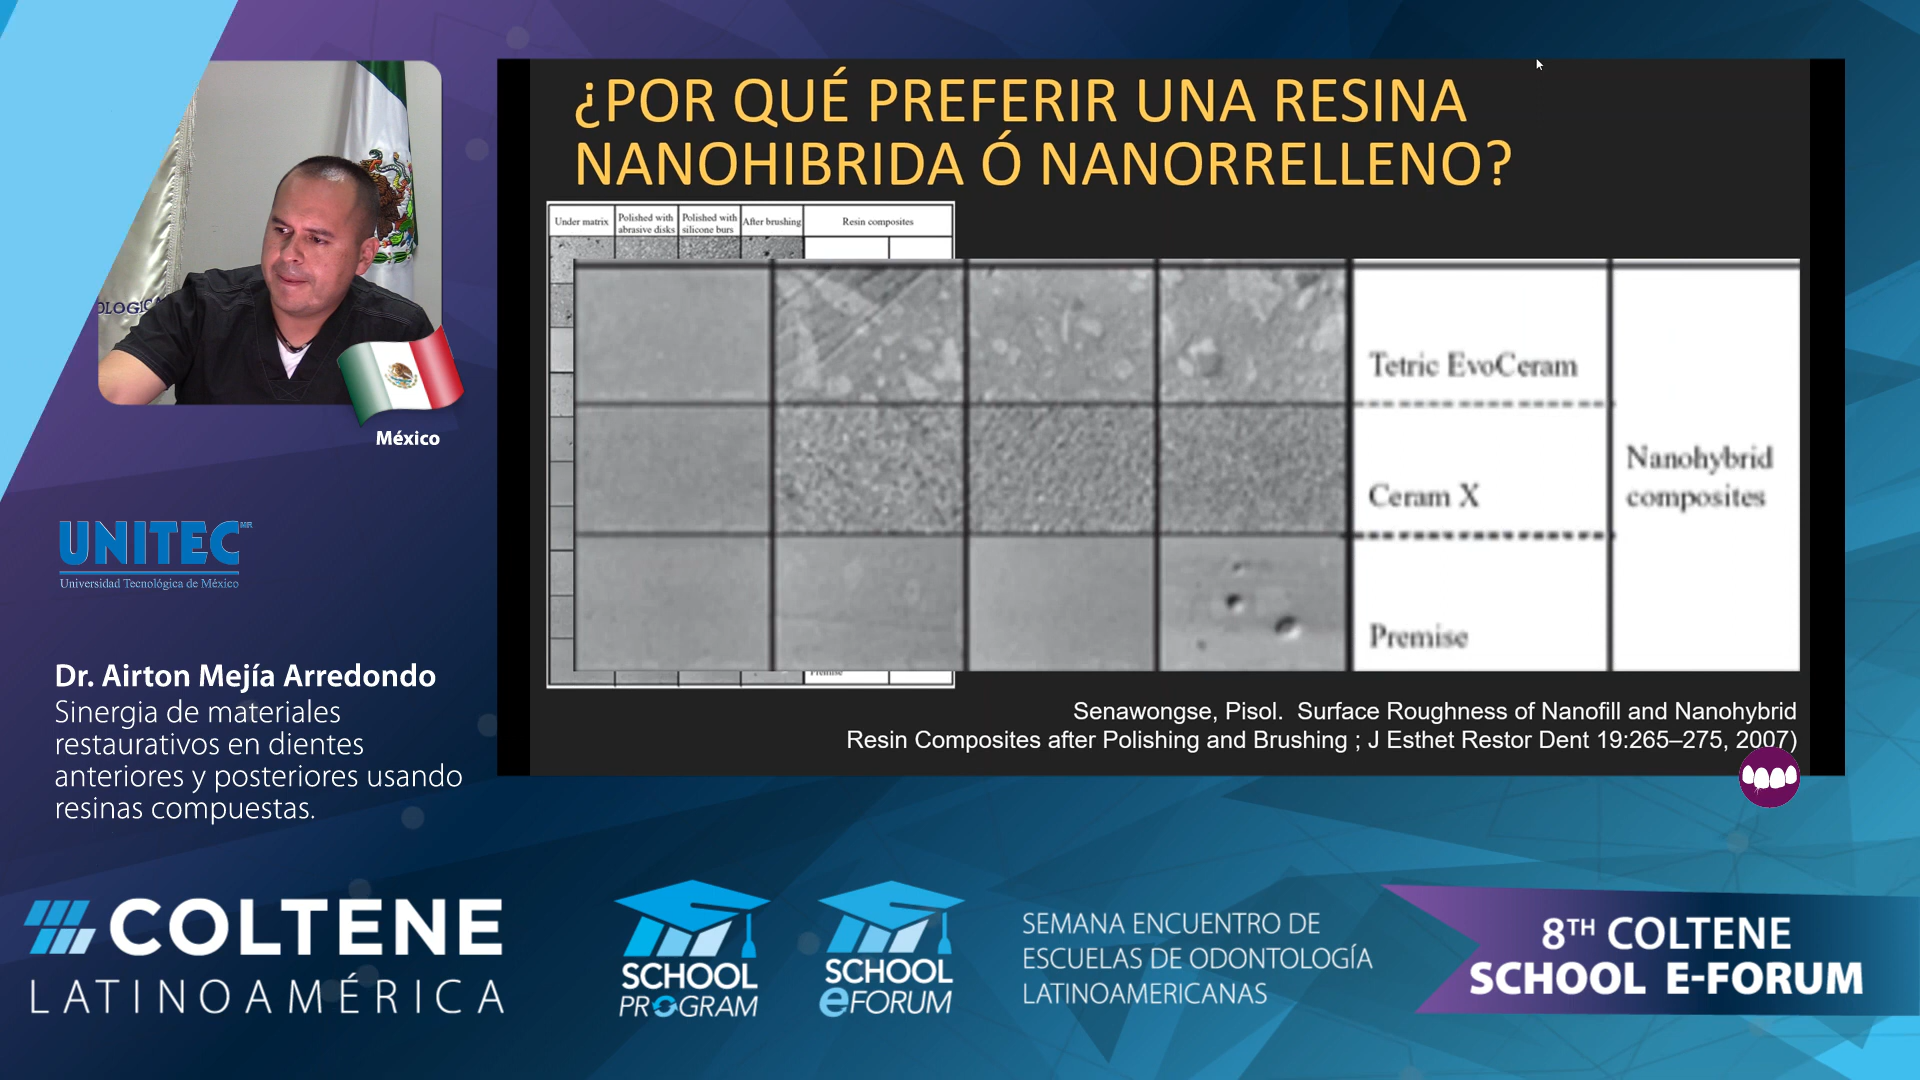 ¿POR QUÉ PREFERIR UNA RESINA
NANOHIBRIDA Ó NANORRELLENO?
Under matrix
Polished with
abrasive disks
Polished with
silicone burs
After brushing
Resin composites
Tetric EvoCeram
Ceram X
Premise
Nanohybrid
composites
Premise
Senawongse, Pisol. Surface Roughness of Nanofill and Nanohybrid
Resin Composites after Polishing and Brushing ; J Esthet Restor Dent 19:265–275, 2007)
OLOGIC
México
UNITEC MR
Universidad Tecnológica de México
Dr. Airton Mejía Arredondo
Sinergia de materiales
restaurativos en dientes
anteriores y posteriores usando
resinas compuestas.
COLTENE
LATINOAMÉRICA
SCHOOL
PROGRAM
SCHOOL
eFORUM
SEMANA ENCUENTRO DE
ESCUELAS DE ODONTOLOGÍA
LATINOAMERICANAS
8TH COLTENE
SCHOOL E-FORUM